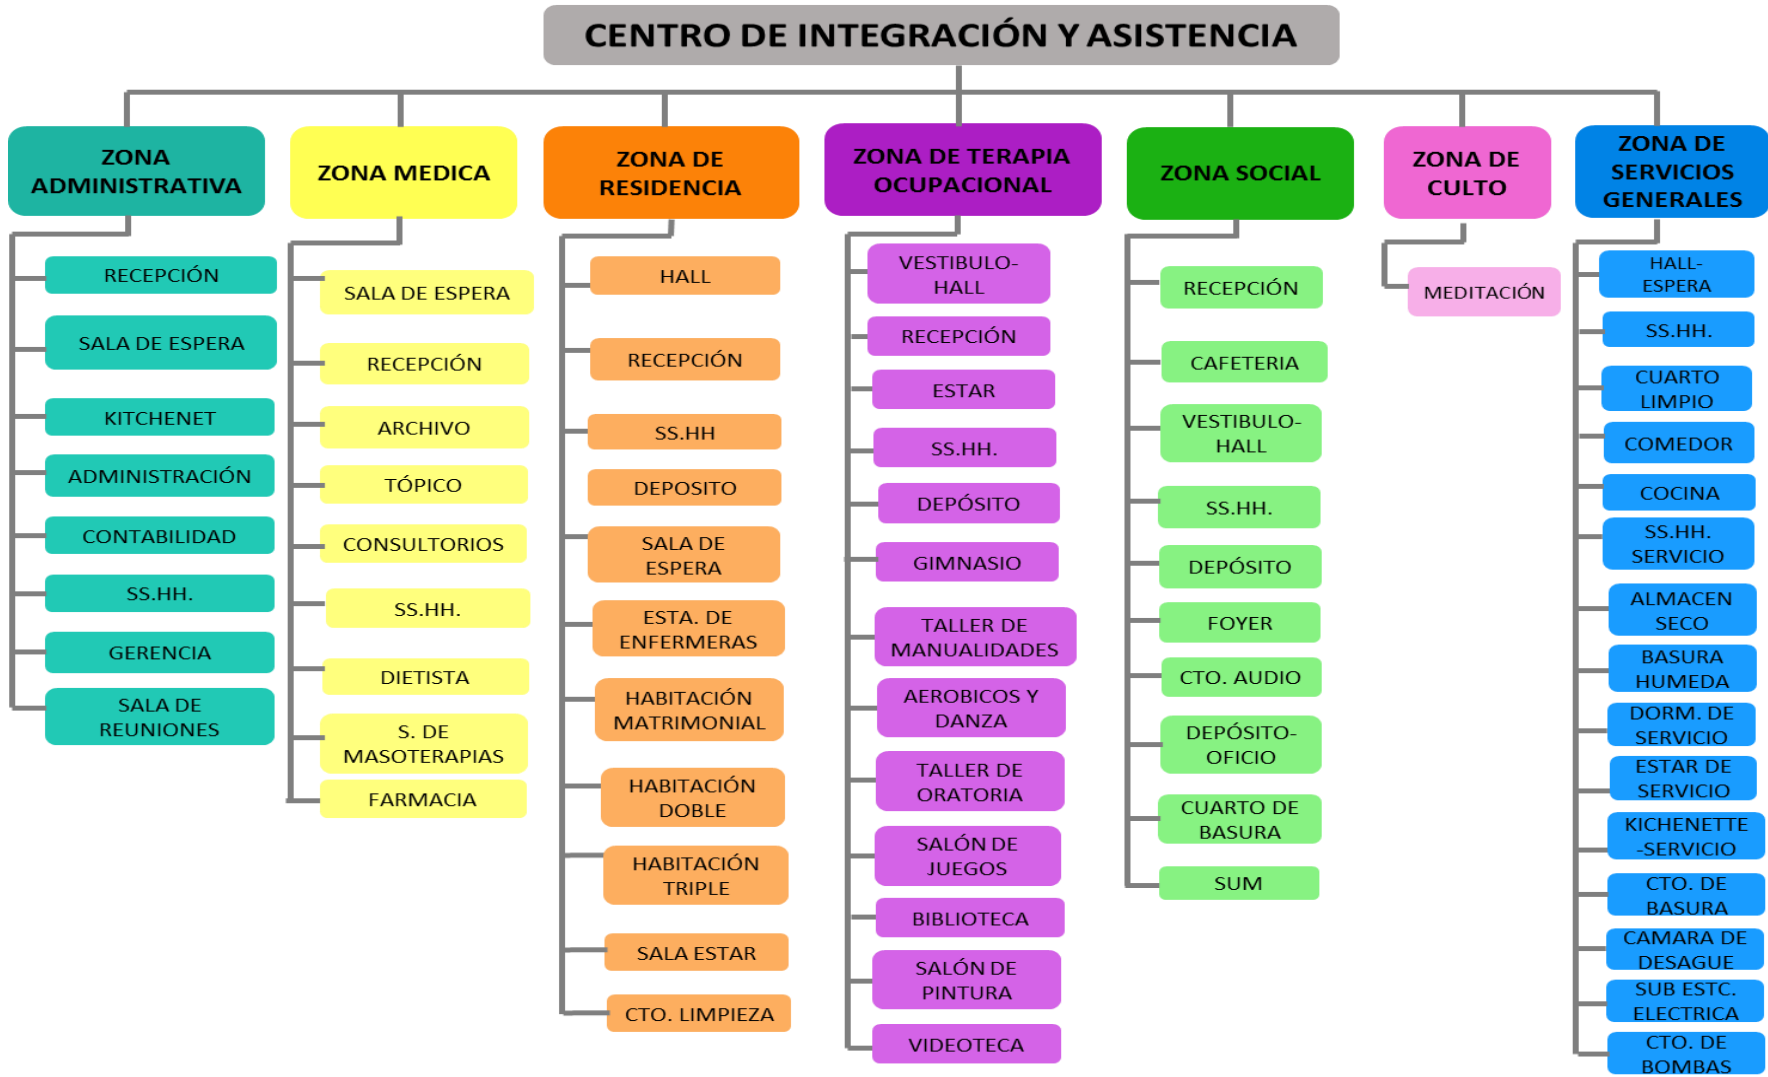 CENTRO DE INTEGRACIÓN Y ASISTENCIA
ZONA
ADMINISTRATIVA
RECEPCIÓN
SALA DE ESPERA
KITCHENET
ADMINISTRACIÓN
CONTABILIDAD
SS.HH.
GERENCIA
SALA DE
REUNIONES
ZONA MEDICA
SALA DE ESPERA
RECEPCIÓN
ARCHIVO
TÓPICO
CONSULTORIOS
SS.HH.
DIETISTA
S. DE
MASOTERAPIAS
FARMACIA
ZONA DE
RESIDENCIA
HALL
RECEPCIÓN
SS.HH
DEPOSITO
SALA DE
ESPERA
ESTA. DE
ENFERMERAS
HABITACIÓN
MATRIMONIAL
HABITACIÓN
DOBLE
HABITACIÓN
TRIPLE
SALA ESTAR
CTO. LIMPIEZA
ZONA DE TERAPIA
OCUPACIONAL
VESTIBULO-
HALL
RECEPCIÓN
ESTAR
SS.HH.
DEPÓSITO
GIMNASIO
TALLER DE
MANUALIDADES
AEROBICOS Y
DANZA
TALLER DE
ORATORIA
SALÓN DE
JUEGOS
BIBLIOTECA
SALÓN DE
PINTURA
VIDEOTECA
ZONA SOCIAL
RECEPCIÓN
CAFETERIA
VESTIBULO-
HALL
SS.HH.
DEPÓSITO
FOYER
CTO. AUDIO
DEPÓSITO-
OFICIO
CUARTO DE
BASURA
SUM
ZONA DE
CULTO
MEDITACIÓN
ZONA DE
SERVICIOS
GENERALES
HALL-
ESPERA
SS.HH.
CUARTO
LIMPIO
COMEDOR
COCINA
SS.HH.
SERVICIO
ALMACEN
SECO
BASURA
HUMEDA
DORM. DE
SERVICIO
ESTAR DE
SERVICIO
KICHENETTE
-SERVICIO
CTO. DE
BASURA
CAMARA DE
DESAGUE
SUB ESTC.
ELECTRICA
CTO. DE
BOMBAS